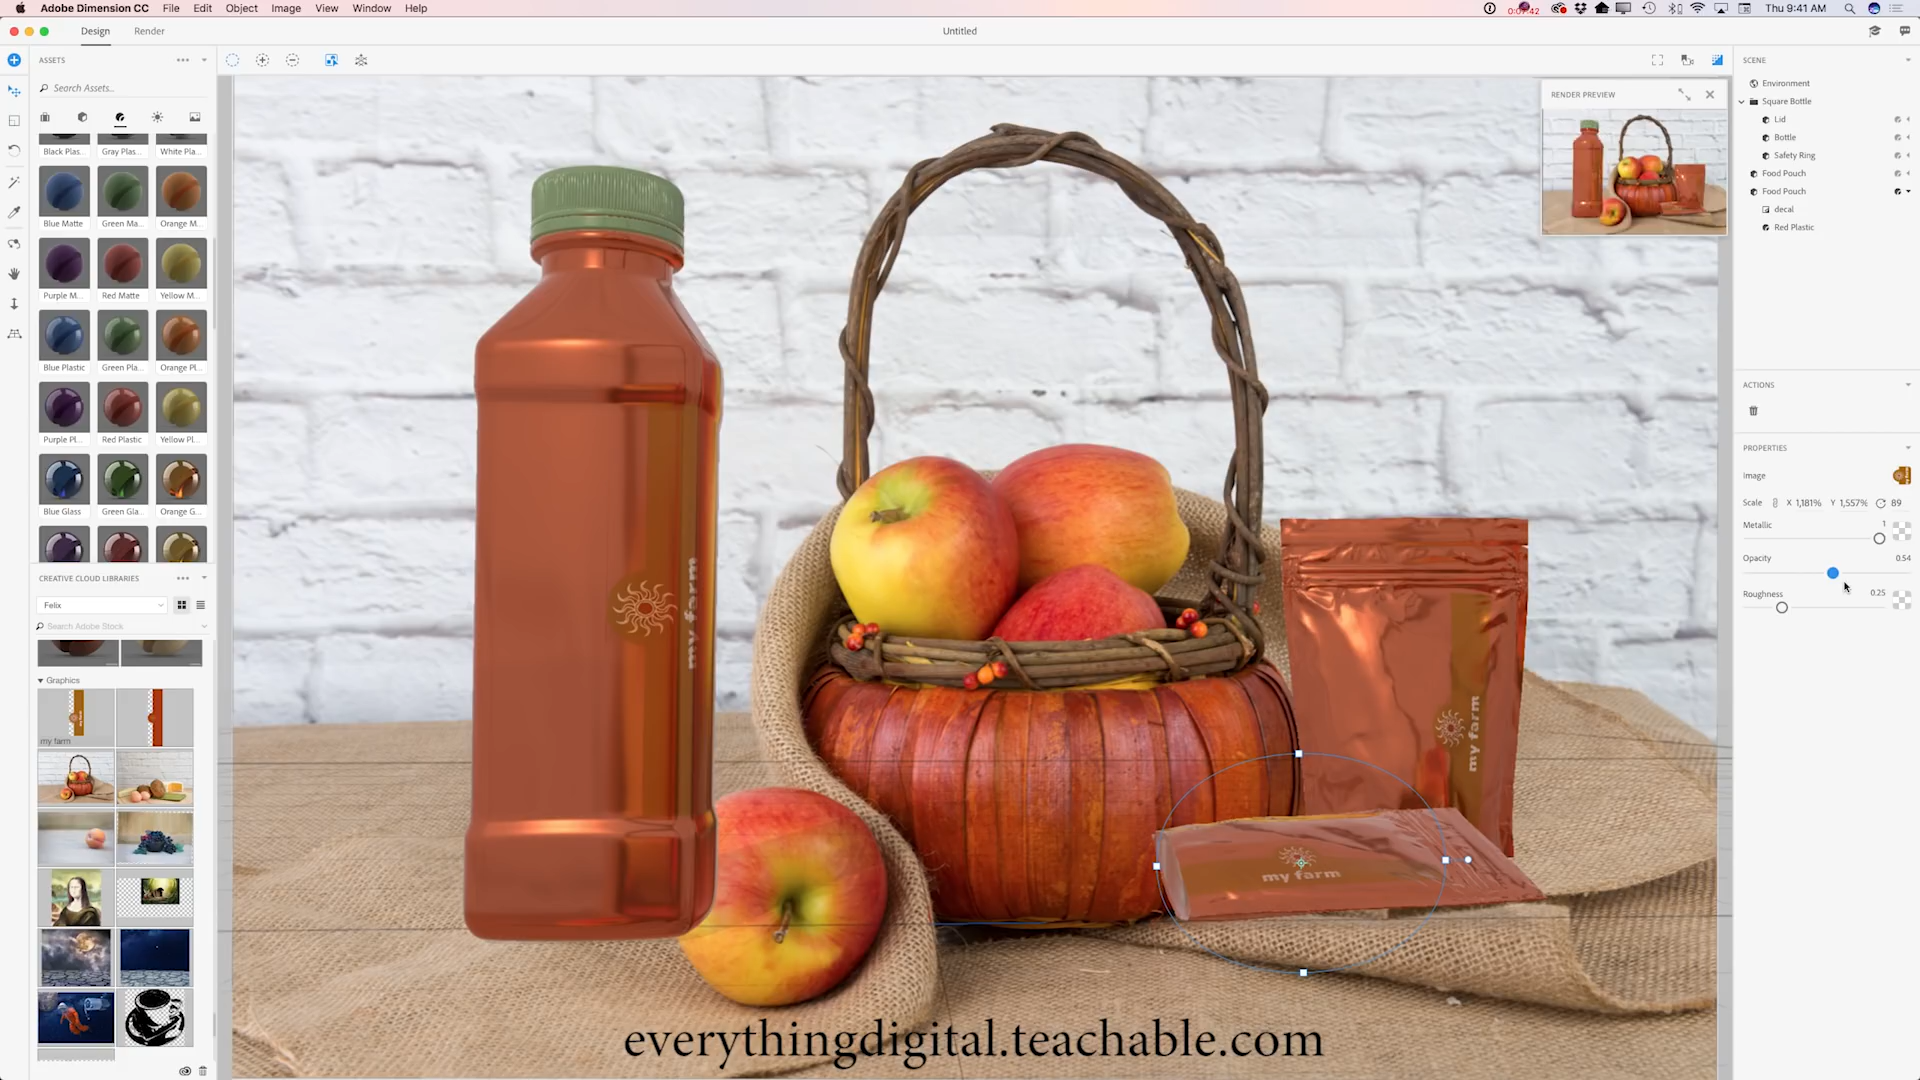 Adobe Dimension CC File Edit Object Image View Window Help
Thu 9:41 AM
Design Render Untitled
ASSETS
Search Assets...
Black Plas... Gray Plas... White Pla...
Blue Matte Green Ma... Orange M...
Purple M... Red Matte Yellow M...
Blue Plastic Green Pla... Orange Pl...
Purple Pl... Red Plastic Yellow Pl...
Blue Glass Green Gla... Orange G...
CREATIVE CLOUD LIBRARIES
Felix
Search Adobe Stock
Graphics
my farm
my farm
my farm
my farm
everythingdigital.teachable.com
RENDER PREVIEW
SCENE
Environment
Square Bottle
Lid
Bottle
Safety Ring
Food Pouch
Food Pouch
decal
Red Plastic
ACTIONS
PROPERTIES
Image
Scale X 1,181% Y 1,557% 89
Metallic 1
Opacity 0.54
Roughness 0.25